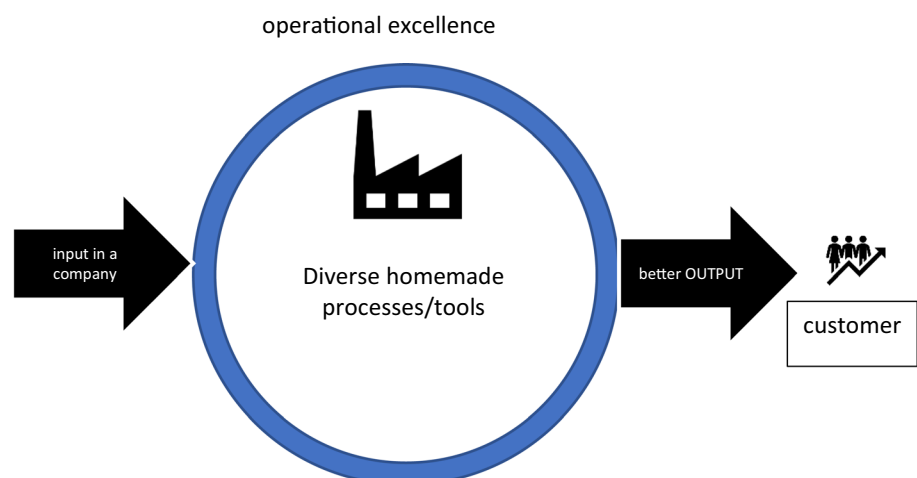 operational excellence
input in a
company
Diverse homemade
processes/tools
better OUTPUT
customer